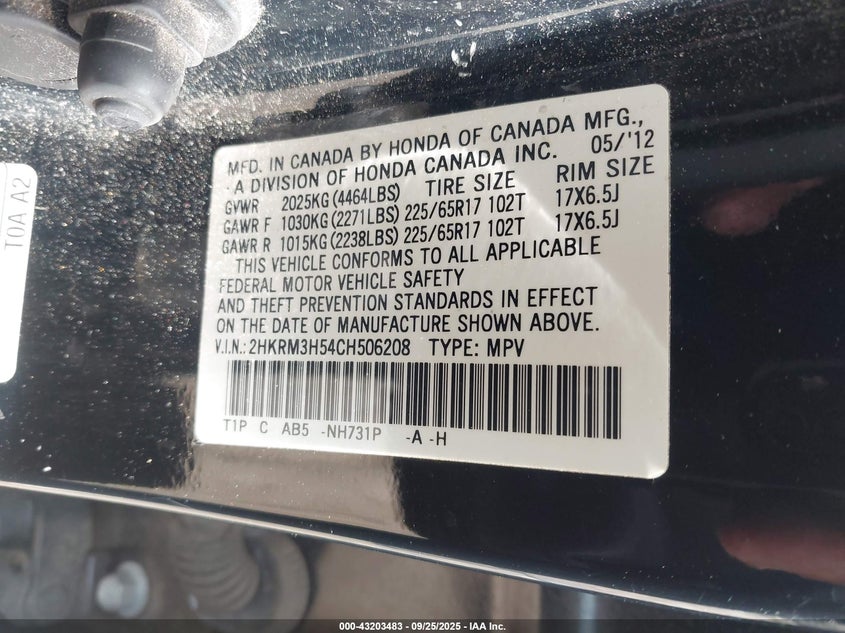 MFD. IN CANADA BY HONDA OF CANADA MFG.,
A DIVISION OF HONDA CANADA INC. 05/'12
GVWR 2025KG (4464LBS) TIRE SIZE RIM SIZE
GAWR F 1030KG (2271LBS) 225/65R17 102T 17X6.5J
GAWR R 1015KG (2238LBS) 225/65R17 102T 17X6.5J
THIS VEHICLE CONFORMS TO ALL APPLICABLE
FEDERAL MOTOR VEHICLE SAFETY
AND THEFT PREVENTION STANDARDS IN EFFECT
ON THE DATE OF MANUFACTURE SHOWN ABOVE.
V.I.N.: 2HKRM3H54CH506208 TYPE: MPV
T1P C AB5 -NH731P -A -H
T0A A2
000-43203483 - 09/25/2025 - IAA Inc.